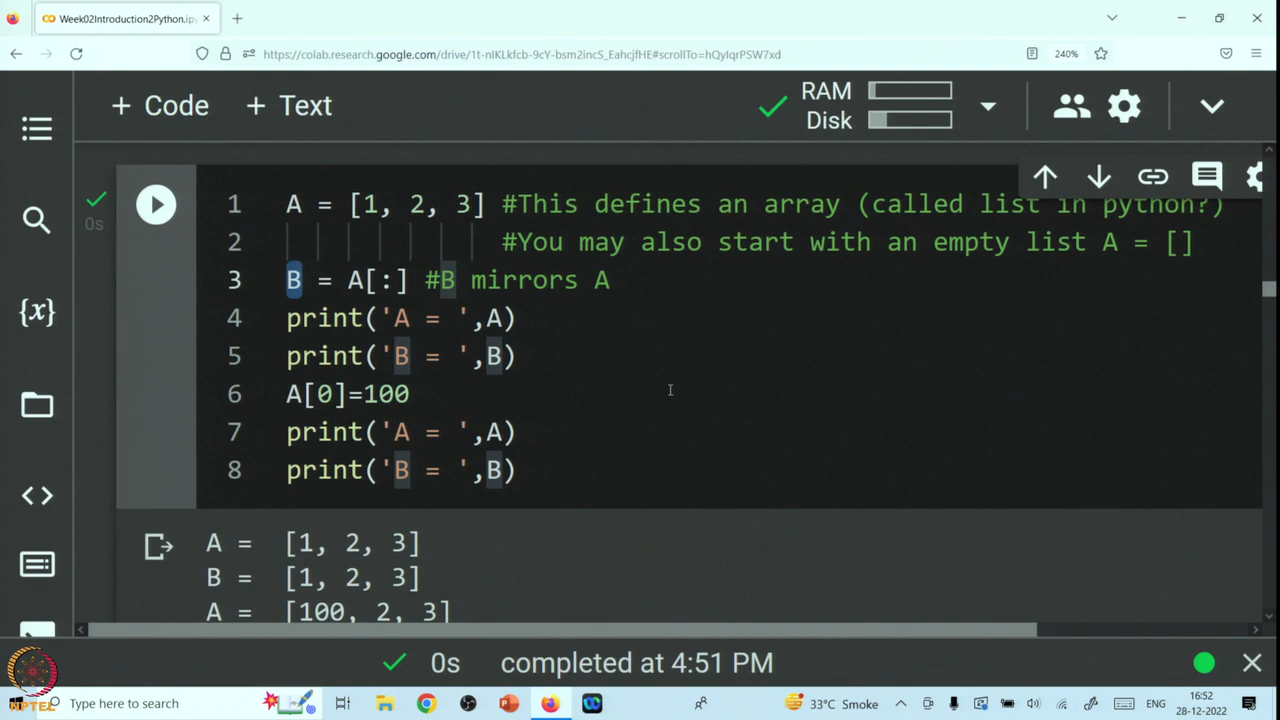 Week02Introduction2Python.ipy
https://colab.research.google.com/drive/1t-nIKLkfcb-9cY-bsm2incS_EahcjfHE#scrollTo=hQyIqrPSW7xd
240%
+ Code
+ Text
RAM
Disk
0s
1 A = [1, 2, 3] #This defines an array (called list in python?)
2 #You may also start with an empty list A = []
3 B = A[:] #B mirrors A
4 print('A = ',A)
5 print('B = ',B)
6 A[0]=100
7 print('A = ',A)
8 print('B = ',B)
{x}
A = [1, 2, 3]
B = [1, 2, 3]
A = [100, 2, 3]
0s completed at 4:51 PM
NPTEL
Type here to search
33°C Smoke
ENG
16:52
28-12-2022